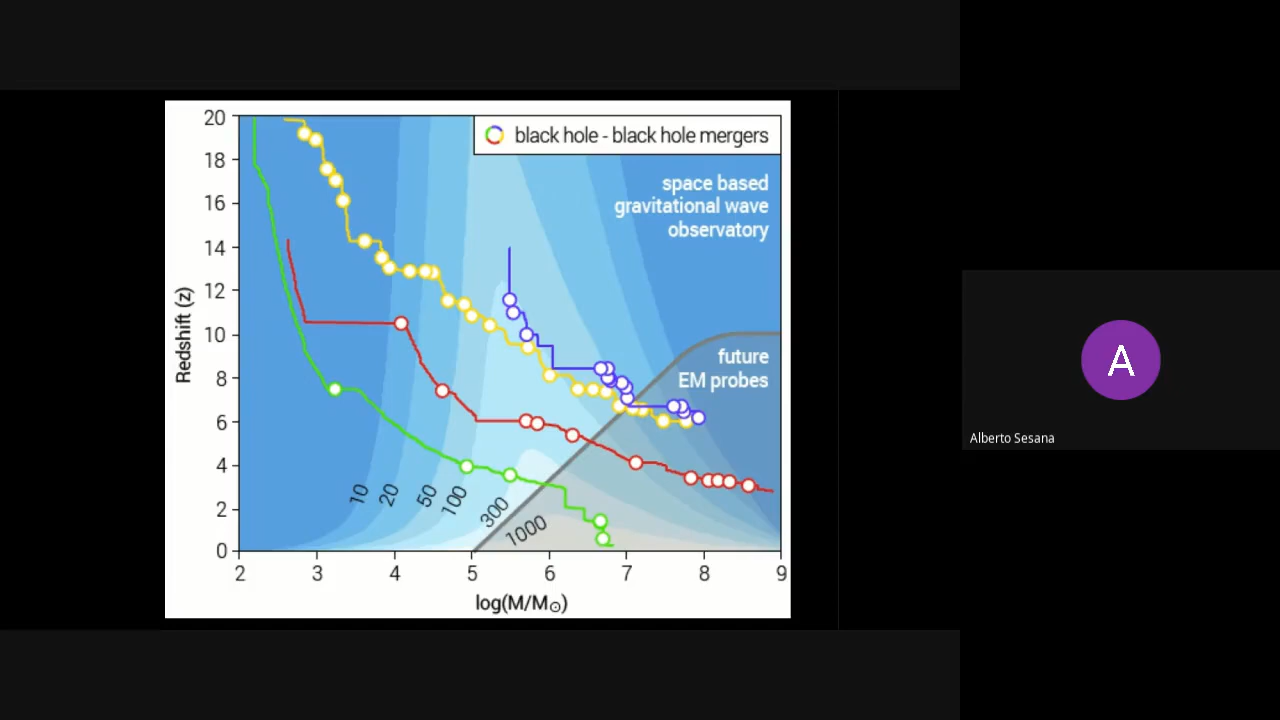 black hole - black hole mergers
space based
gravitational wave
observatory
future
EM probes
Redshift (z)
20
18
16
14
12
10
8
6
4
2
0
10
20
50
100
300
1000
2
3
4
5
6
7
8
9
log(M/M⊙)
A
Alberto Sesana